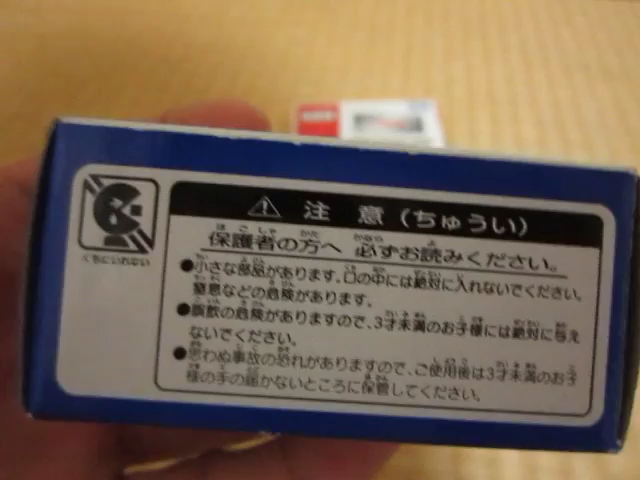 注意(ちゅうい)
保護者の方へ 必ずお読みください。
くちにいれない
●小さな部品があります。口の中には絶対に入れないでください。
窒息などの危険があります。
●誤飲の危険がありますので、3才未満のお子様には絶対に与え
ないでください。
●思わぬ事故の恐れがありますので、ご使用後は3才未満のお子
様の手の届かないところに保管してください。